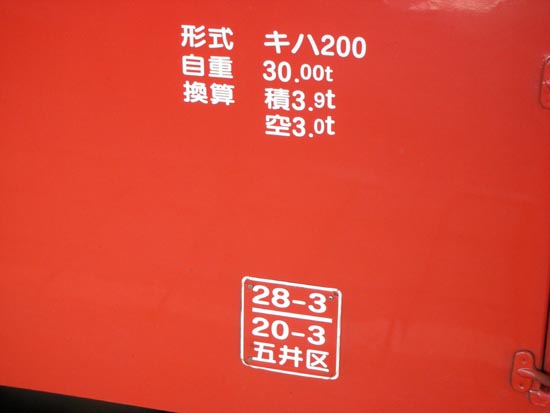 形式 キハ200
自重 30.00t
換算 積3.9t
空3.0t
28-3
20-3
五井区